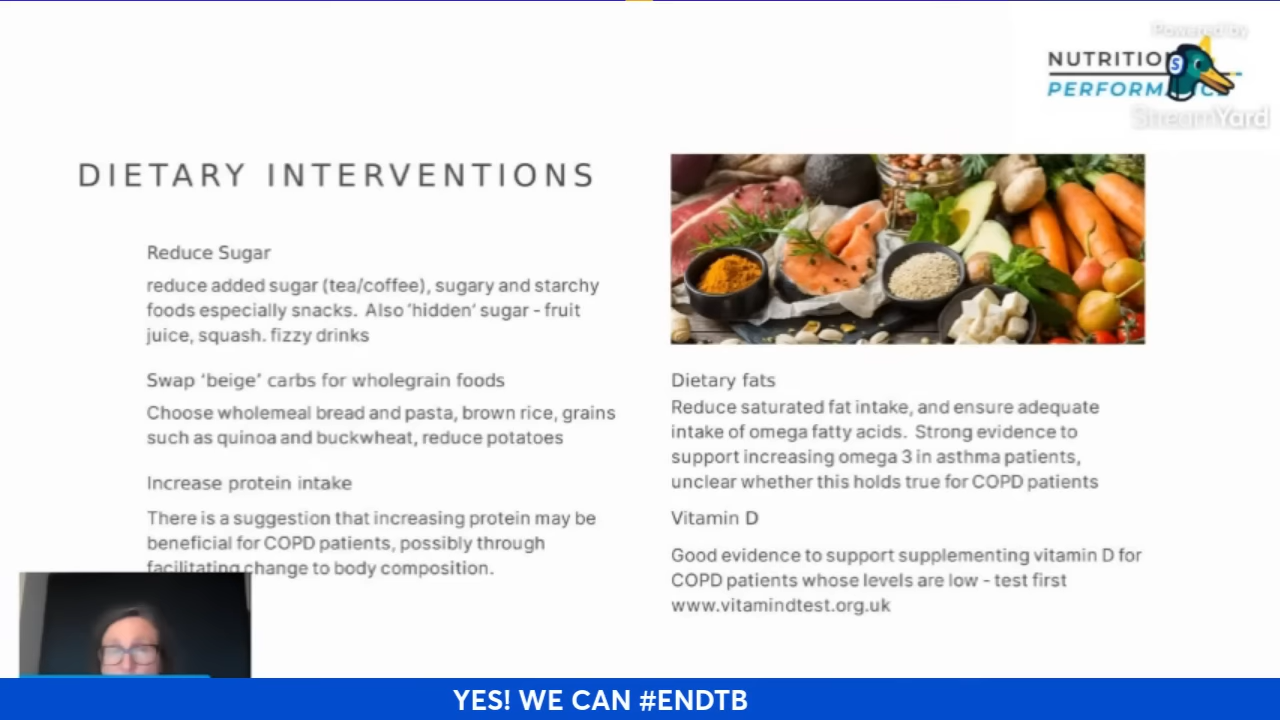 Powered by
NUTRITIO
PERFORM
StreamYard
DIETARY INTERVENTIONS
Reduce Sugar
reduce added sugar (tea/coffee), sugary and starchy
foods especially snacks. Also 'hidden' sugar - fruit
juice, squash. fizzy drinks
Swap 'beige' carbs for wholegrain foods
Choose wholemeal bread and pasta, brown rice, grains
such as quinoa and buckwheat, reduce potatoes
Increase protein intake
There is a suggestion that increasing protein may be
beneficial for COPD patients, possibly through
facilitating change to body composition.
Dietary fats
Reduce saturated fat intake, and ensure adequate
intake of omega fatty acids. Strong evidence to
support increasing omega 3 in asthma patients,
unclear whether this holds true for COPD patients
Vitamin D
Good evidence to support supplementing vitamin D for
COPD patients whose levels are low - test first
www.vitamindtest.org.uk
YES! WE CAN #ENDTB